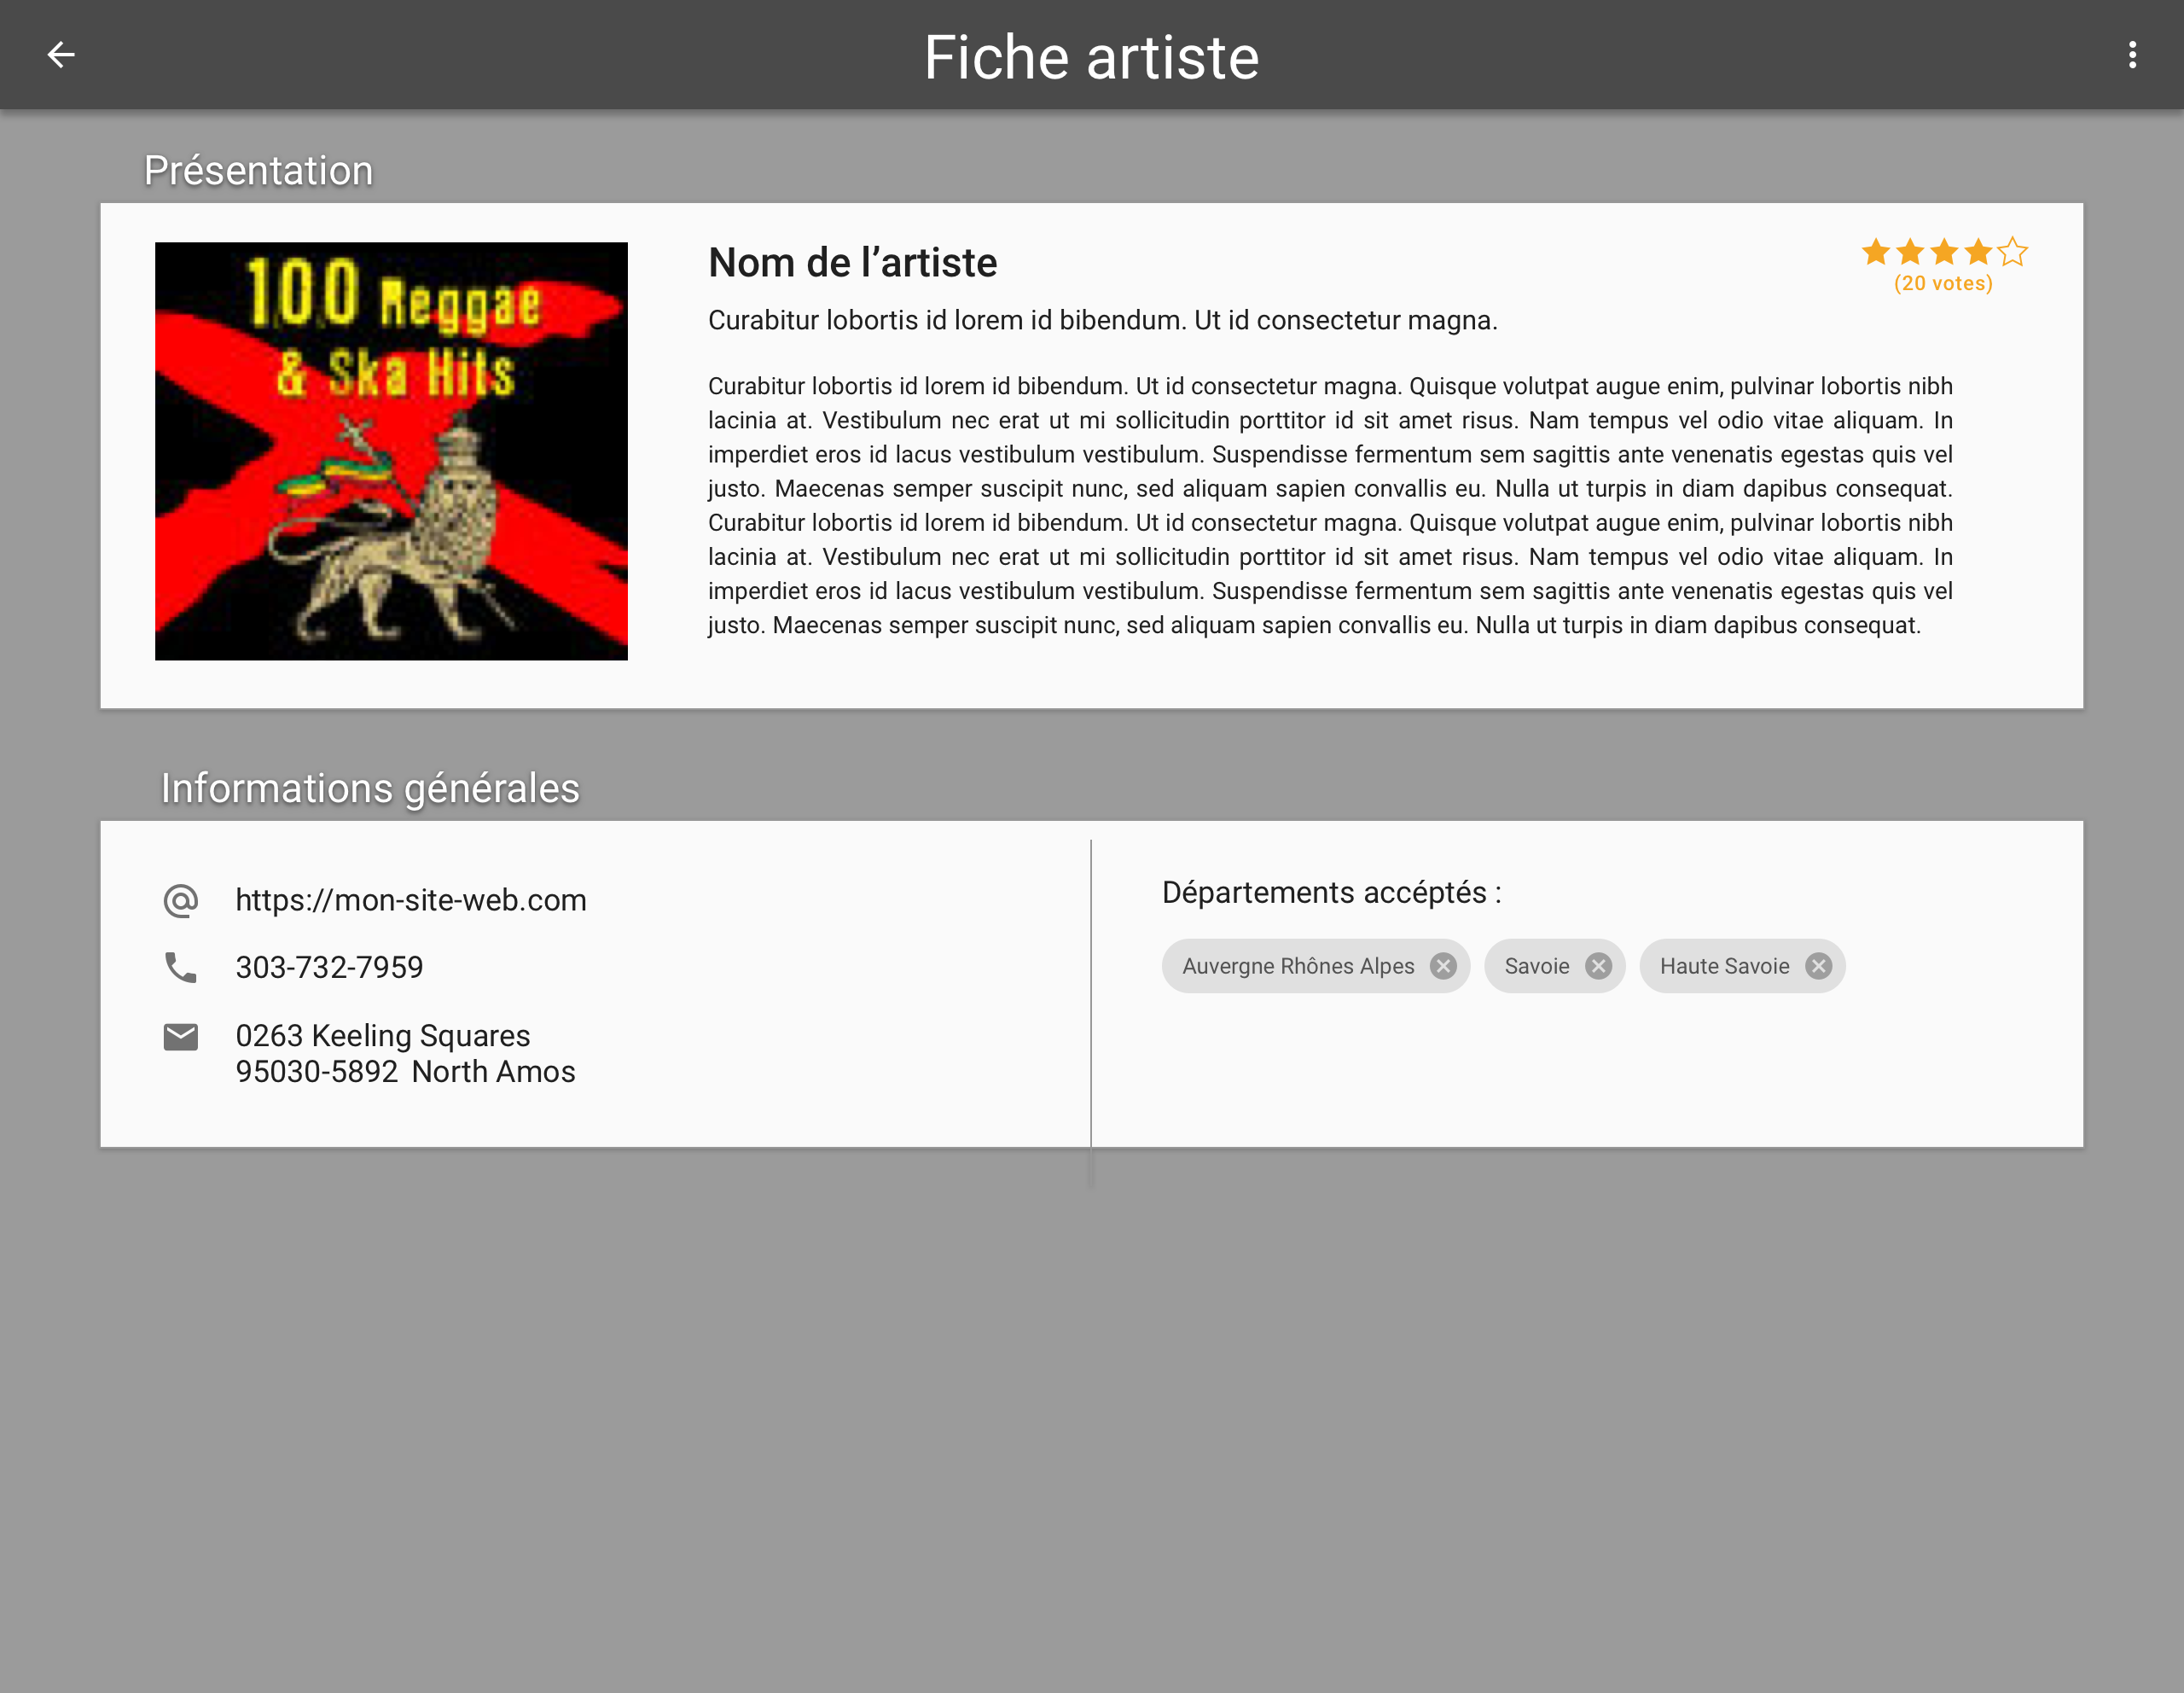 Fiche artiste
Présentation
100 Reggae
& Ska Hits
Nom de l’artiste
(20 votes)
Curabitur lobortis id lorem id bibendum. Ut id consectetur magna.
Curabitur lobortis id lorem id bibendum. Ut id consectetur magna. Quisque volutpat augue enim, pulvinar lobortis nibh
lacinia at. Vestibulum nec erat ut mi sollicitudin porttitor id sit amet risus. Nam tempus vel odio vitae aliquam. In
imperdiet eros id lacus vestibulum vestibulum. Suspendisse fermentum sem sagittis ante venenatis egestas quis vel
justo. Maecenas semper suscipit nunc, sed aliquam sapien convallis eu. Nulla ut turpis in diam dapibus consequat.
Curabitur lobortis id lorem id bibendum. Ut id consectetur magna. Quisque volutpat augue enim, pulvinar lobortis nibh
lacinia at. Vestibulum nec erat ut mi sollicitudin porttitor id sit amet risus. Nam tempus vel odio vitae aliquam. In
imperdiet eros id lacus vestibulum vestibulum. Suspendisse fermentum sem sagittis ante venenatis egestas quis vel
justo. Maecenas semper suscipit nunc, sed aliquam sapien convallis eu. Nulla ut turpis in diam dapibus consequat.
Informations générales
https://mon-site-web.com
303-732-7959
0263 Keeling Squares
95030-5892 North Amos
Départements accéptés :
Auvergne Rhônes Alpes
Savoie
Haute Savoie